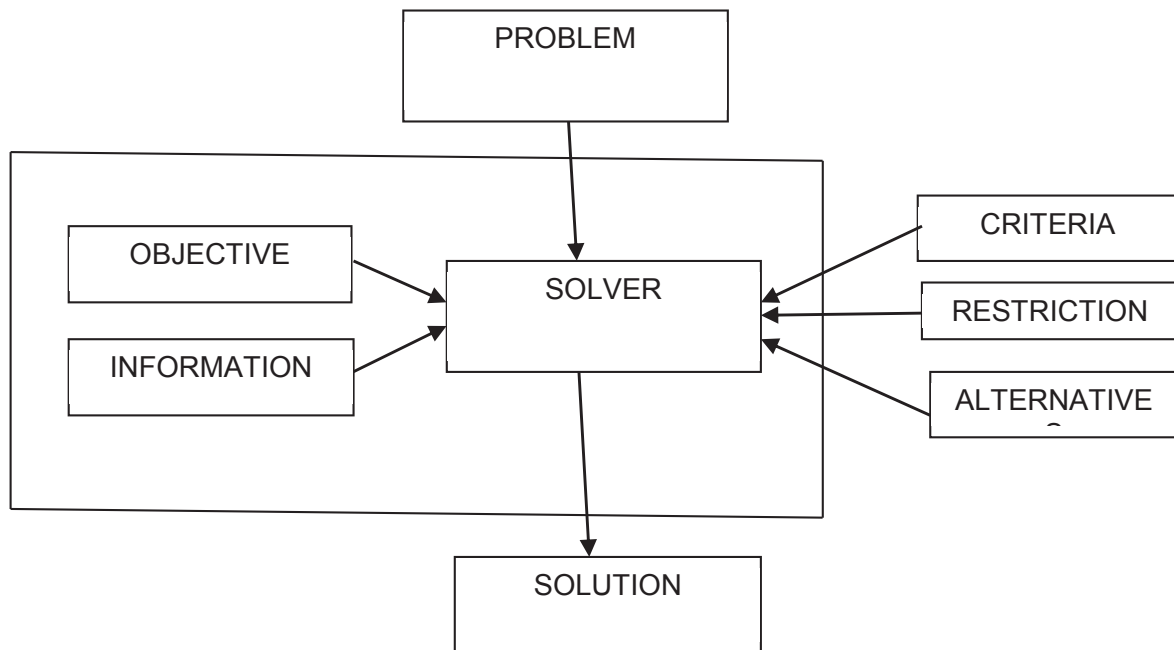 PROBLEM
OBJECTIVE
INFORMATION
SOLVER
CRITERIA
RESTRICTION
ALTERNATIVE
SOLUTION